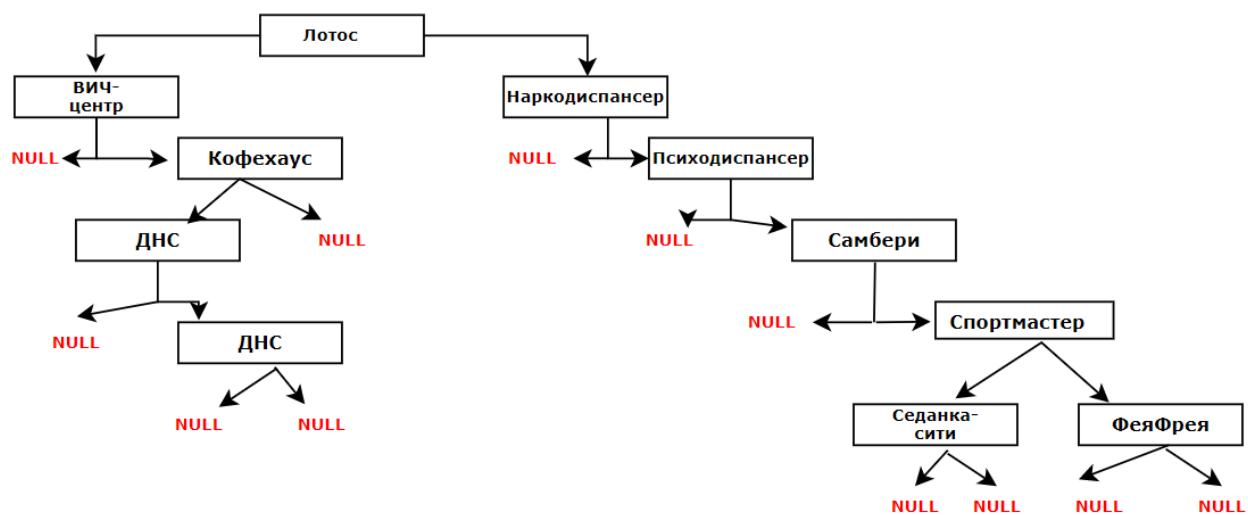 Лотос
ВИЧ-
центр
Наркодиспансер
NULL
Кофехаус
NULL
Психодиспансер
ДНС
NULL
NULL
Самбери
NULL
ДНС
NULL
Спортмастер
NULL
NULL
Седанка-
сити
ФеяФрея
NULL
NULL
NULL
NULL